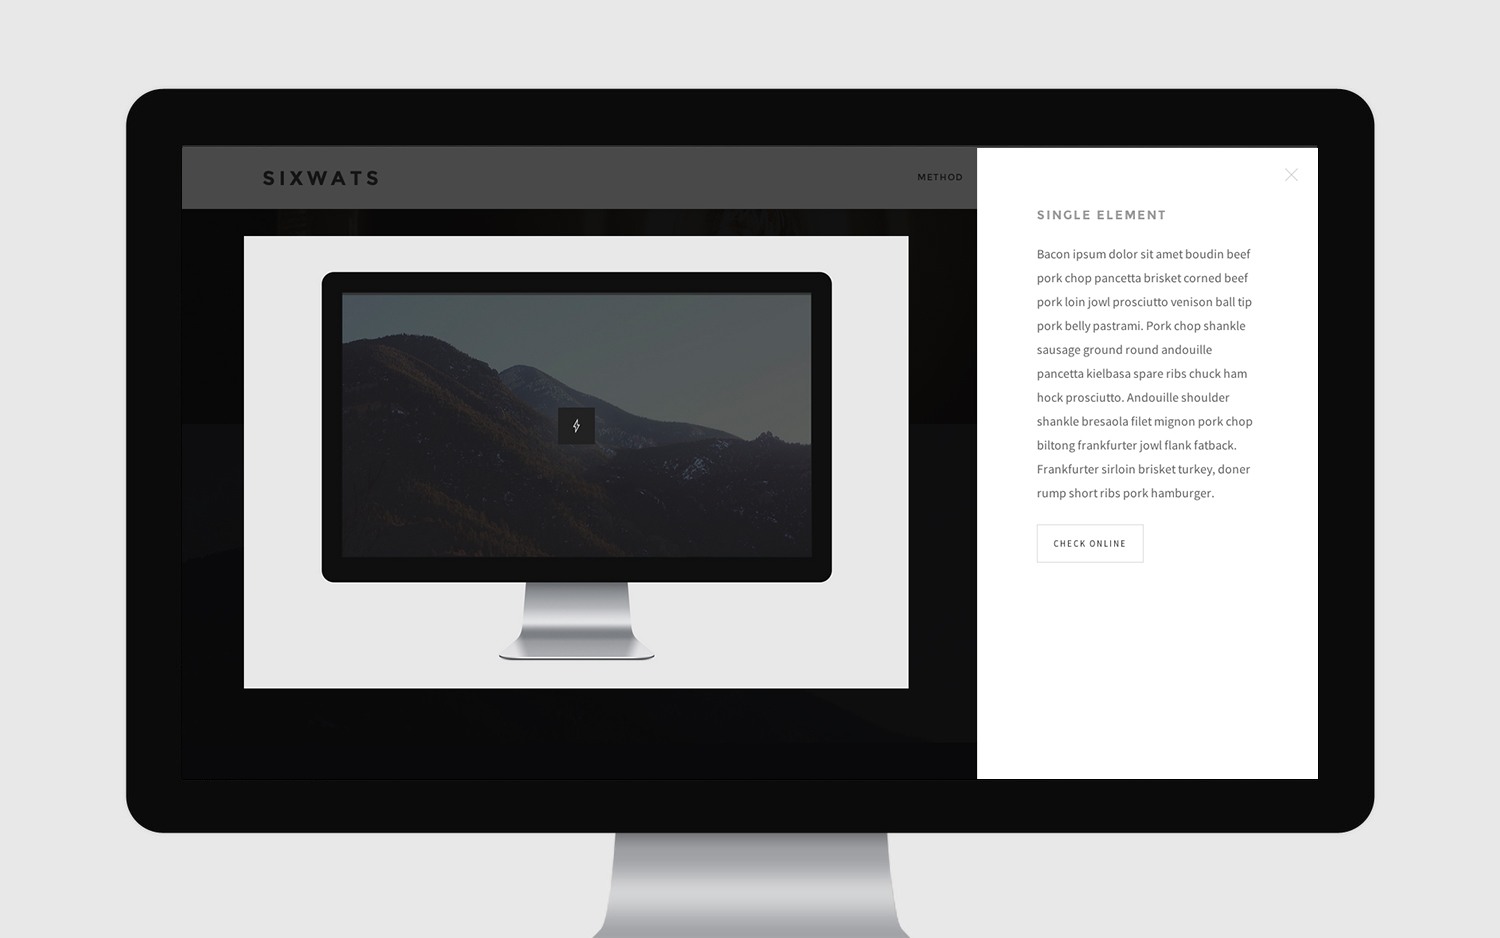 SIXWATS
METHOD
SINGLE ELEMENT
Bacon ipsum dolor sit amet boudin beef
pork chop pancetta brisket corned beef
pork loin jowl prosciutto venison ball tip
pork belly pastrami. Pork chop shankle
sausage ground round andouille
pancetta kielbasa spare ribs chuck ham
hock prosciutto. Andouille shoulder
shankle bresaola filet mignon pork chop
biltong frankfurter jowl flank fatback.
Frankfurter sirloin brisket turkey, doner
rump short ribs pork hamburger.
CHECK ONLINE